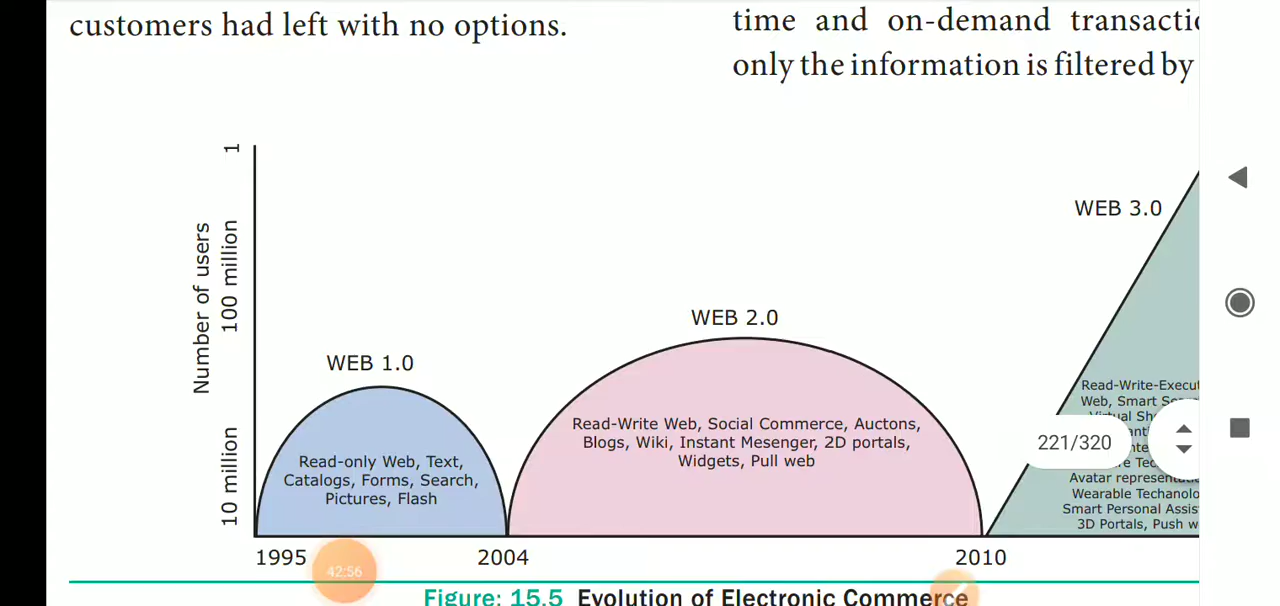 customers had left with no options.
time and on-demand
only the information is filtered by
1
100 million
10 million
Number of users
WEB 1.0
Read-only Web, Text,
Catalogs, Forms, Search,
Pictures, Flash
WEB 2.0
Read-Write Web, Social Commerce, Auctons,
Blogs, Wiki, Instant Mesenger, 2D portals,
Widgets, Pull web
WEB 3.0
Read-Write-Execut
Web, Smart
Virtual
Avatar
Wearable
Smart Personal
3D Portals, Push
221/320
1995
2004
2010
42:56
Figure: 15.5 Evolution of Electronic Commerce